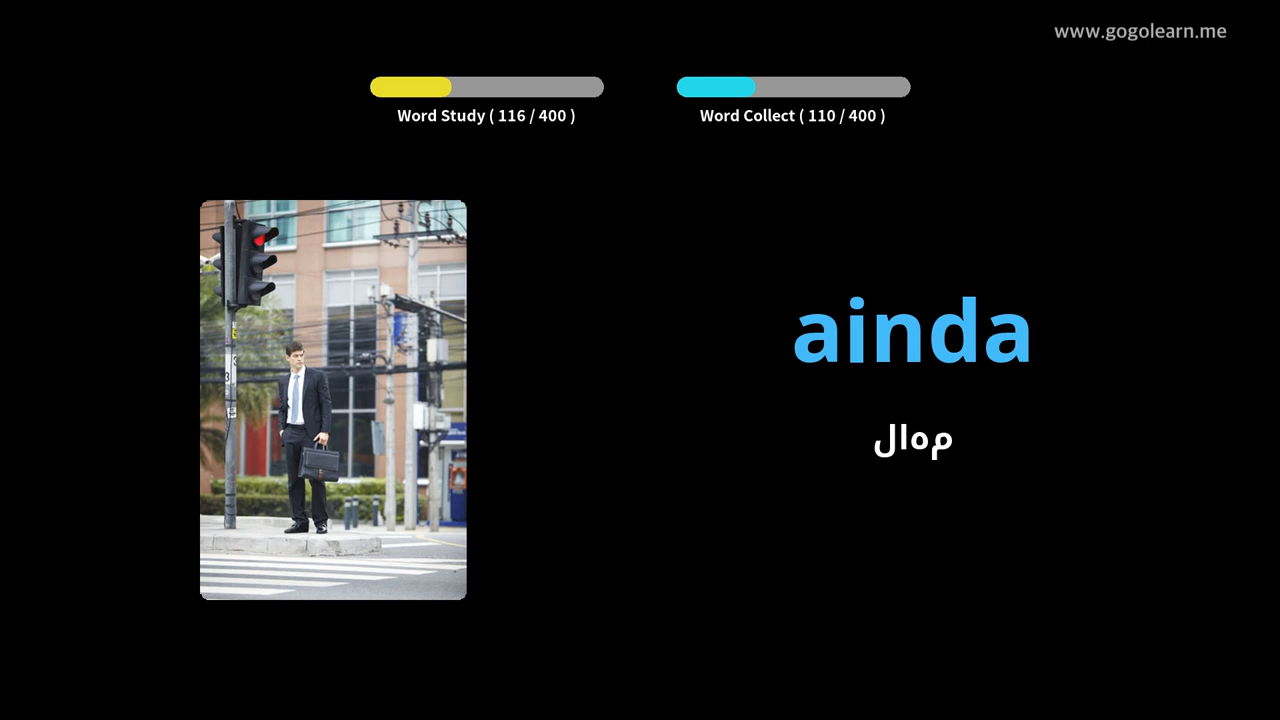 www.gogolearn.me
Word Study ( 116 / 400 )
Word Collect ( 110 / 400 )
ainda
مهال